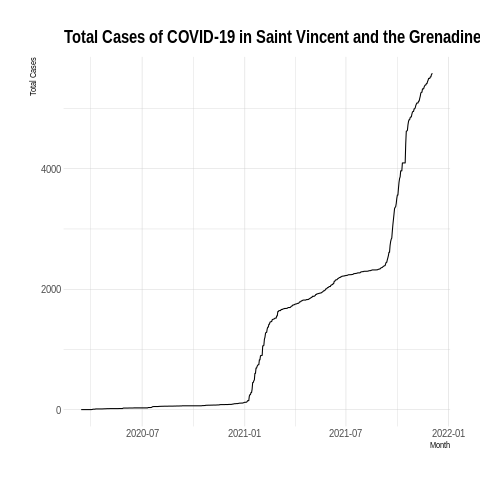 Total Cases of COVID-19 in Saint Vincent and the Grenadine
Total Cases
4000
2000
0
2020-07
2021-01
2021-07
2022-01
Month